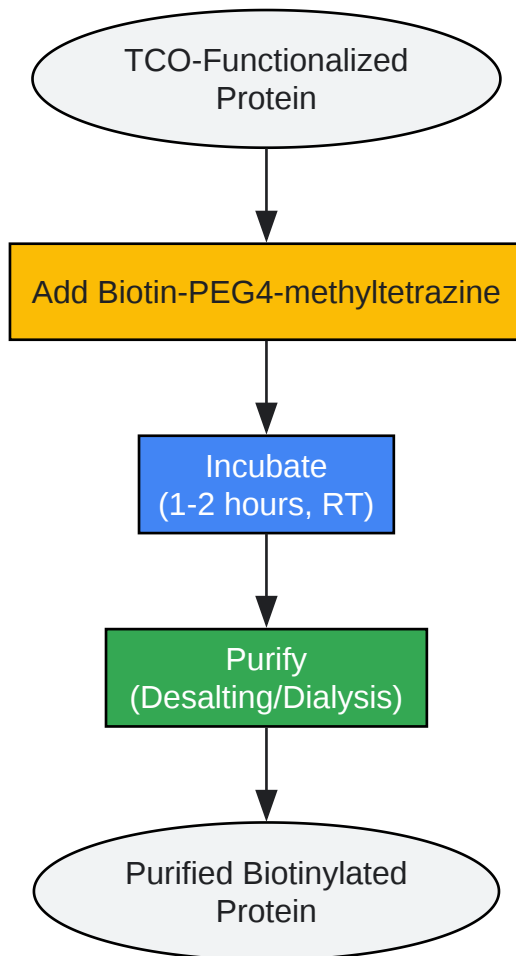 TCO-Functionalized
Protein
Add Biotin-PEG4-methyltetrazine
Incubate
(1-2 hours, RT)
Purify
(Desalting/Dialysis)
Purified Biotinylated
Protein